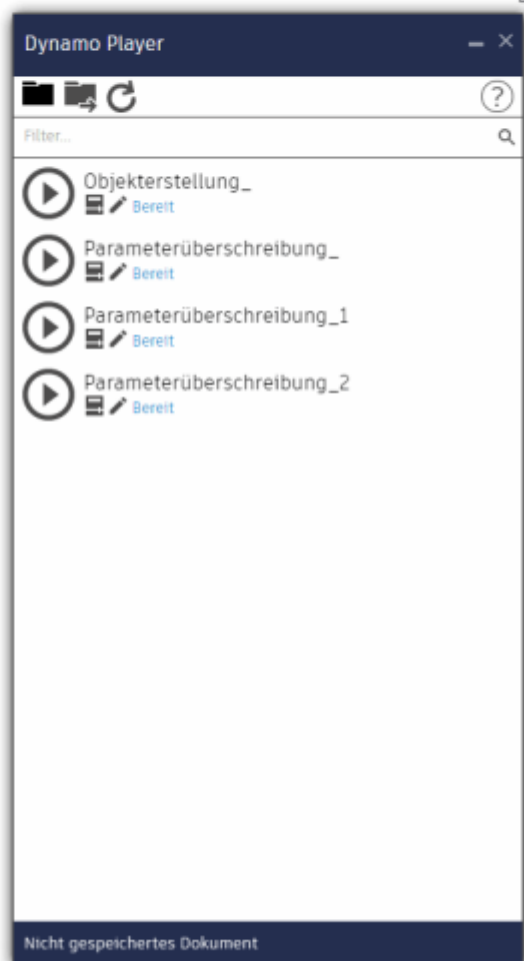 Dynamo Player
Filter...
Objekterstellung_
Bereit
Parameterüberschreibung_
Bereit
Parameterüberschreibung_1
Bereit
Parameterüberschreibung_2
Bereit
Nicht gespeichertes Dokument